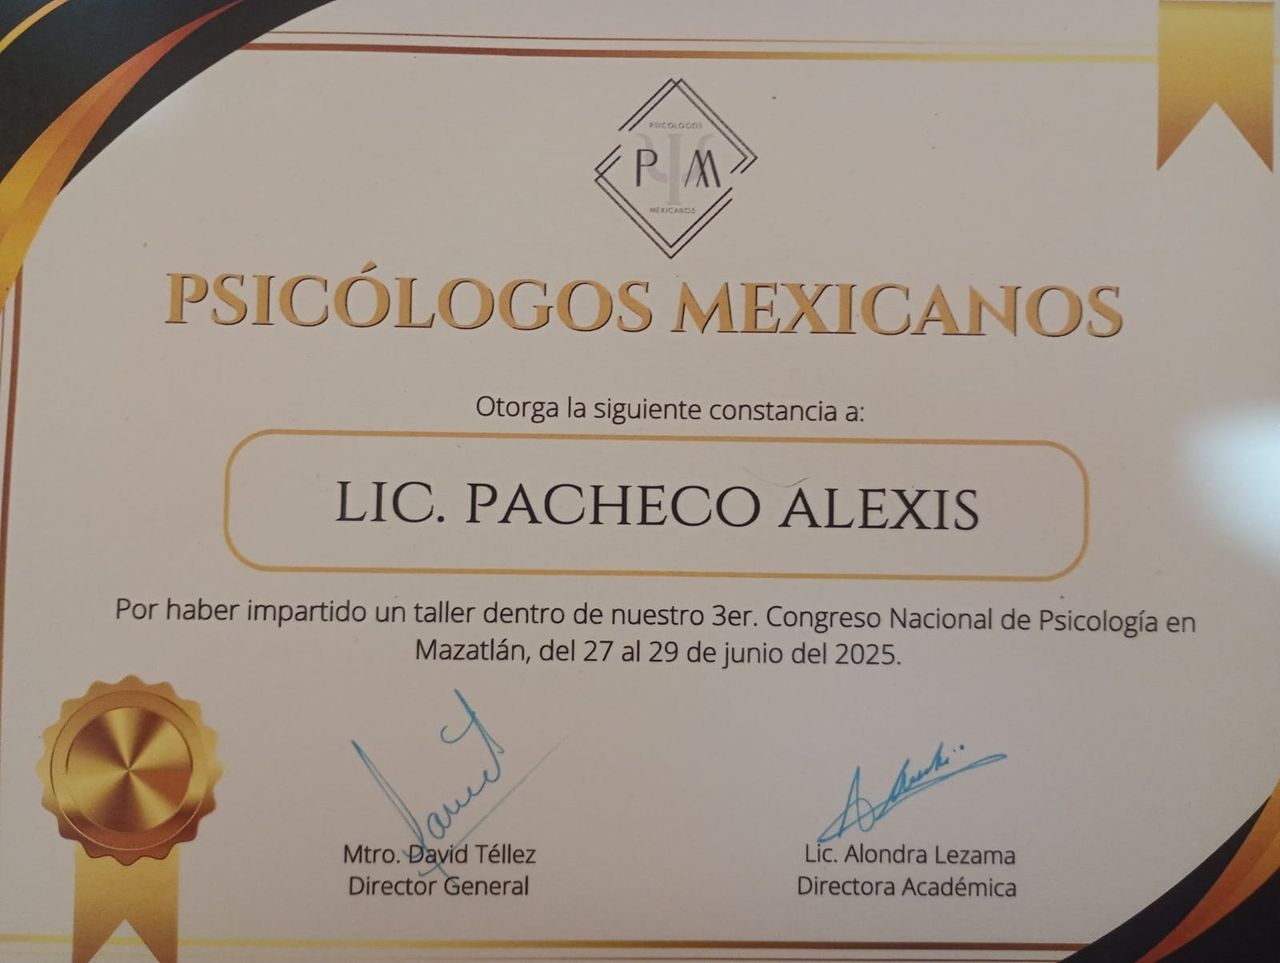 PSICOLOGOS
P M
MEXICANOS
PSICÓLOGOS MEXICANOS
Otorga la siguiente constancia a:
LIC. PACHECO ALEXIS
Por haber impartido un taller dentro de nuestro 3er. Congreso Nacional de Psicología en
Mazatlán, del 27 al 29 de junio del 2025.
Mtro. David Téllez
Director General
Lic. Alondra Lezama
Directora Académica